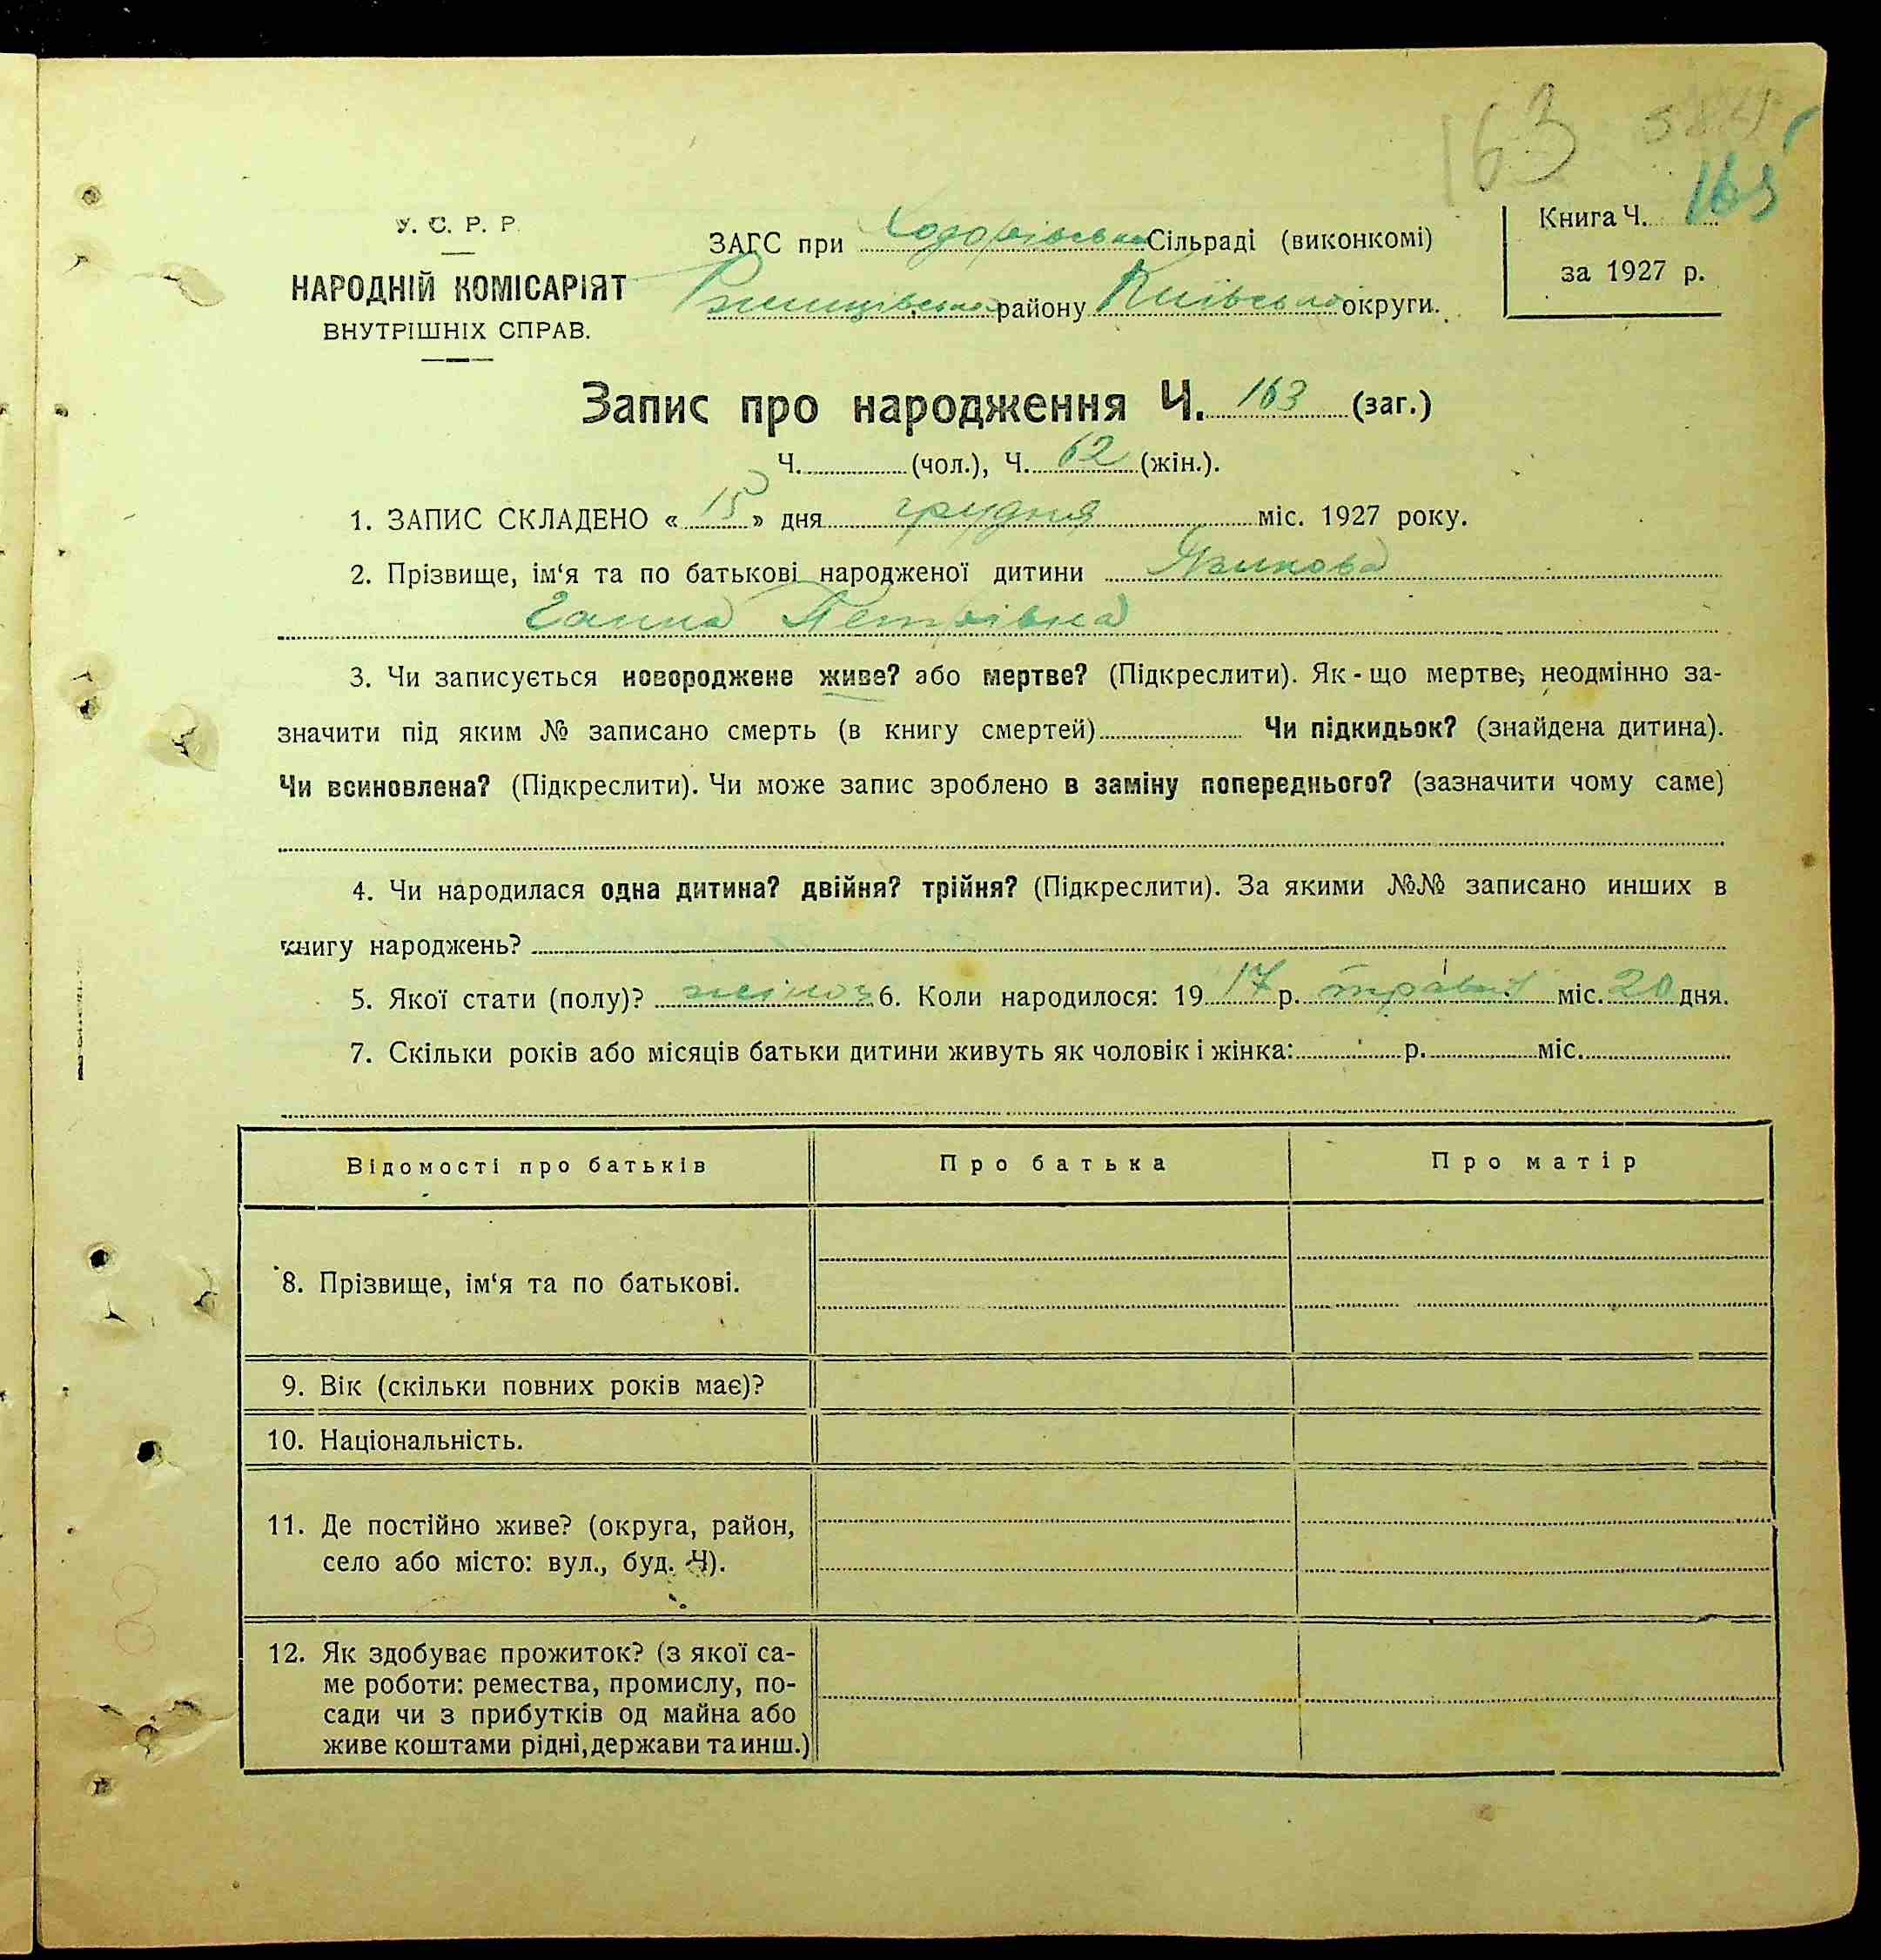 163
163
У. С. Р. Р.
НАРОДНІЙ КОМІСАРІЯТ
ВНУТРІШНІХ СПРАВ.
ЗАГС при Ходорівська Сільраді (виконкомі)
Ржищівського району Київської округи.
Книга Ч.
за 1927 р.
Запис про народження Ч. 163 (заг.)
Ч. (чол.), Ч. 62 (жін.).
1. ЗАПИС СКЛАДЕНО « 15 » дня грудня міс. 1927 року.
2. Прізвище, ім‘я та по батькові народженої дитини Язикова
Ганна Петрівна
3. Чи записується новороджене живе? або мертве? (Підкреслити). Як-що мертве, неодмінно за-
значити під яким № записано смерть (в книгу смертей) Чи підкидьок? (знайдена дитина).
Чи всиновлена? (Підкреслити). Чи може запис зроблено в заміну попереднього? (зазначити чому саме)
4. Чи народилася одна дитина? двійня? трійня? (Підкреслити). За якими №№ записано инших в
книгу народжень?
5. Якої стати (полу)? жіноч 6. Коли народилося: 19 17 р. травня міс. 20 дня.
7. Скільки років або місяців батьки дитини живуть як чоловік і жінка: р. міс.
Відомості про батьків Про батька Про матір
8. Прізвище, ім‘я та по батькові.
9. Вік (скільки повних років має)?
10. Національність.
11. Де постійно живе? (округа, район,
село або місто: вул., буд. Ч).
12. Як здобуває прожиток? (з якої са-
ме роботи: ремества, промислу, по-
сади чи з прибутків од майна або
живе коштами рідні, держави та инш.)